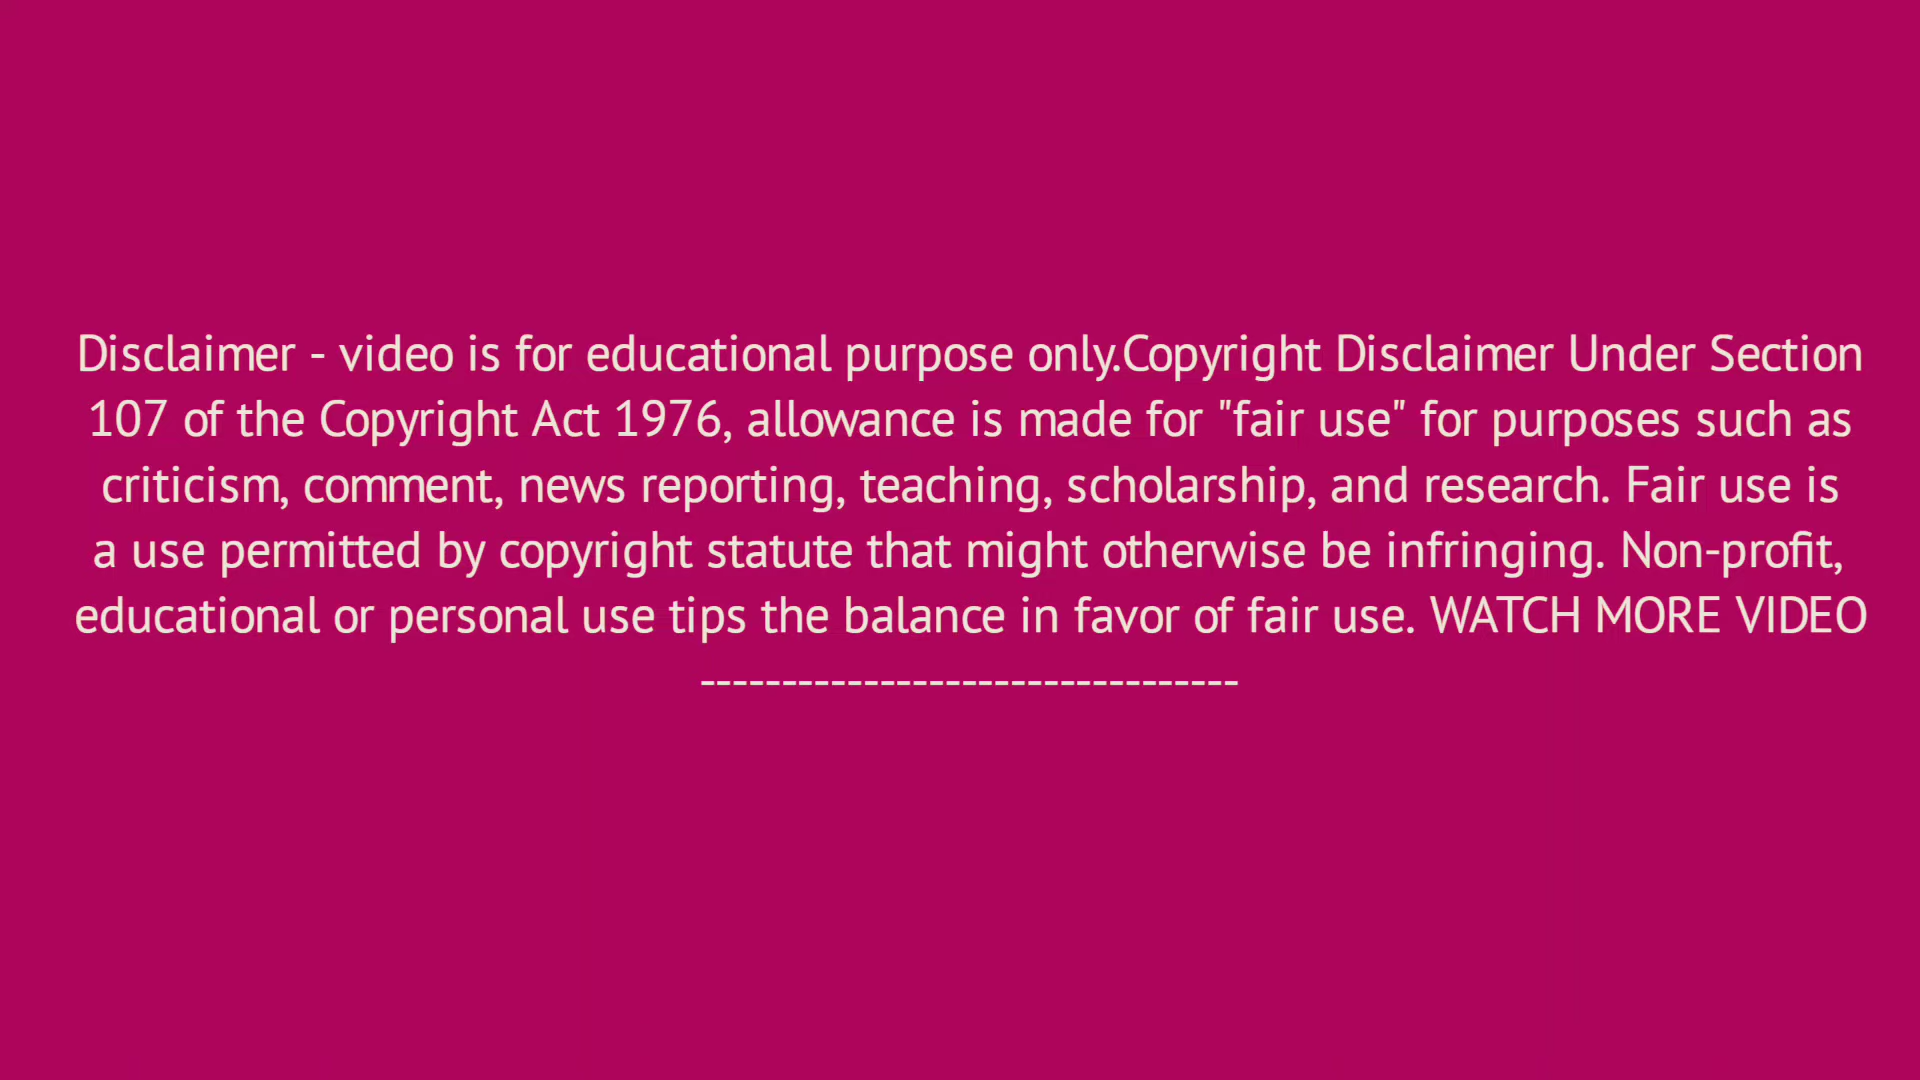 Disclaimer - video is for educational purpose only.Copyright Disclaimer Under Section
107 of the Copyright Act 1976, allowance is made for "fair use" for purposes such as
criticism, comment, news reporting, teaching, scholarship, and research. Fair use is
a use permitted by copyright statute that might otherwise be infringing. Non-profit,
educational or personal use tips the balance in favor of fair use. WATCH MORE VIDEO
---------------------------------